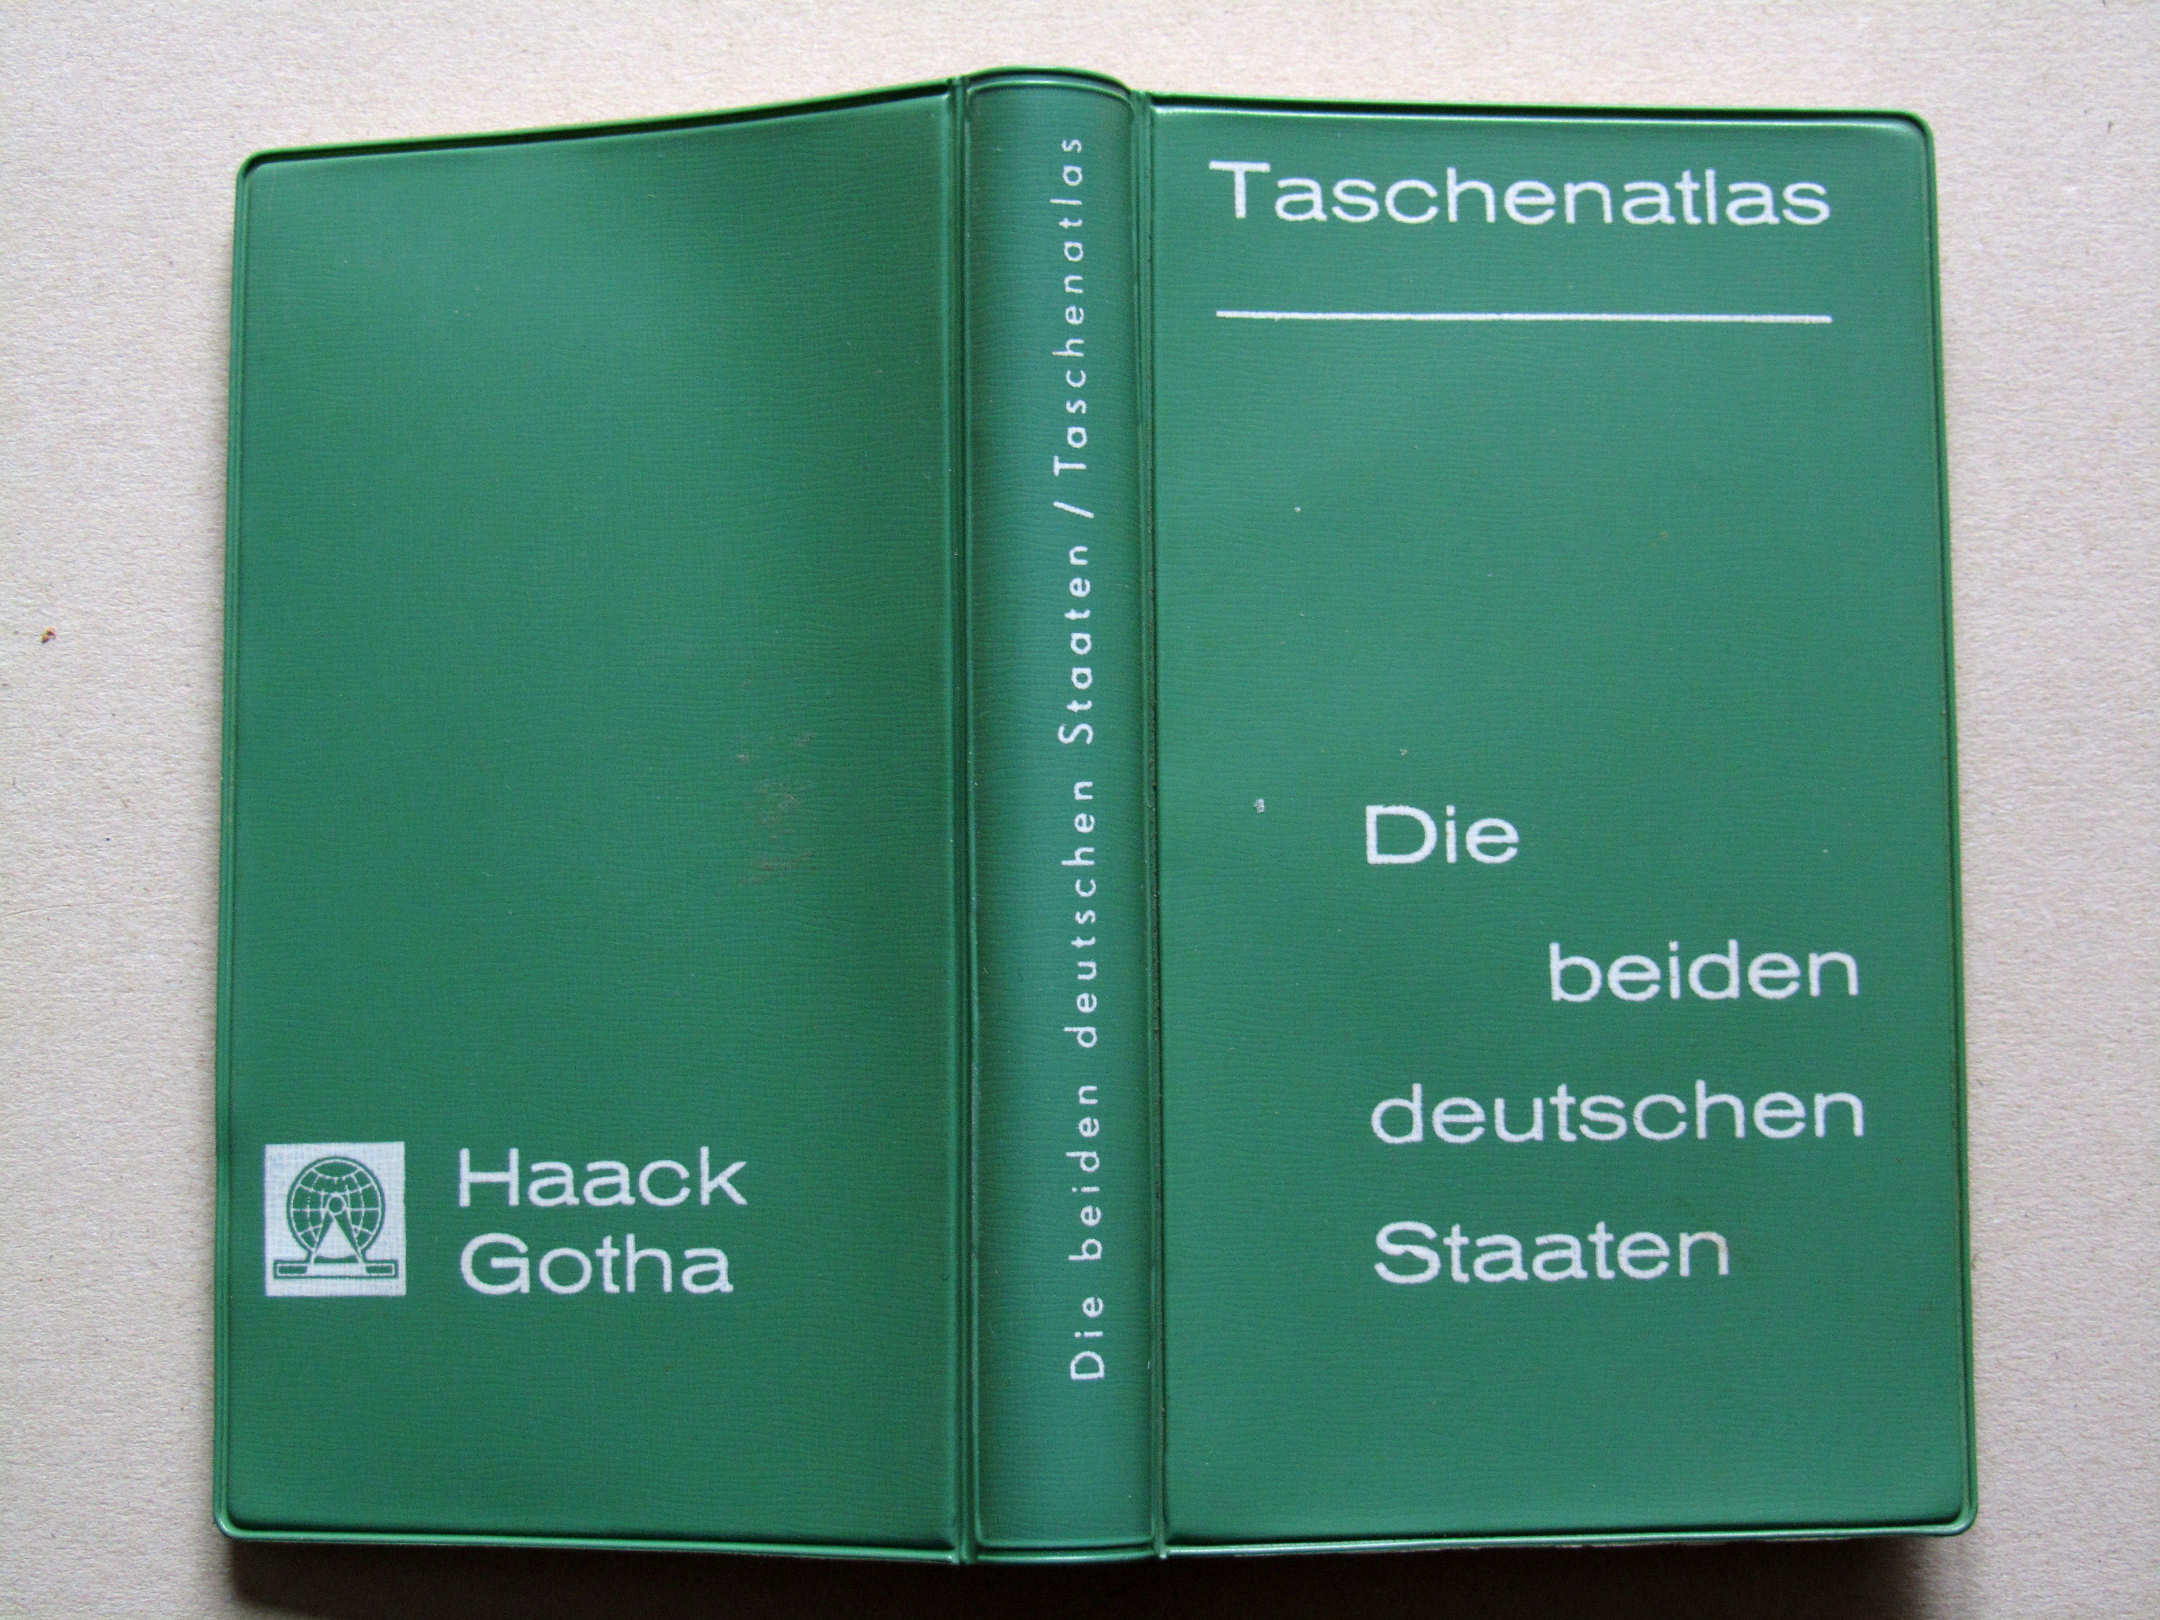 Haack
Gotha
Die beiden deutschen Staaten / Taschenatlas
Taschenatlas
Die
beiden
deutschen
Staaten